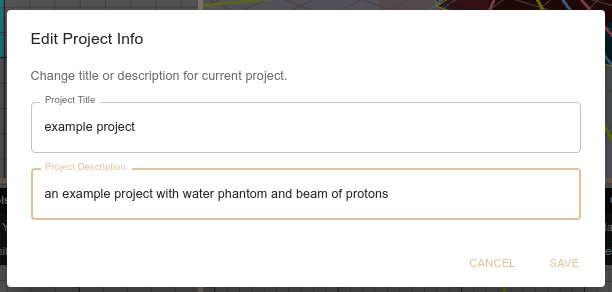 Edit Project Info
Change title or description for current project.
Project Title
example project
Project Description
an example project with water phantom and beam of protons
CANCEL
SAVE